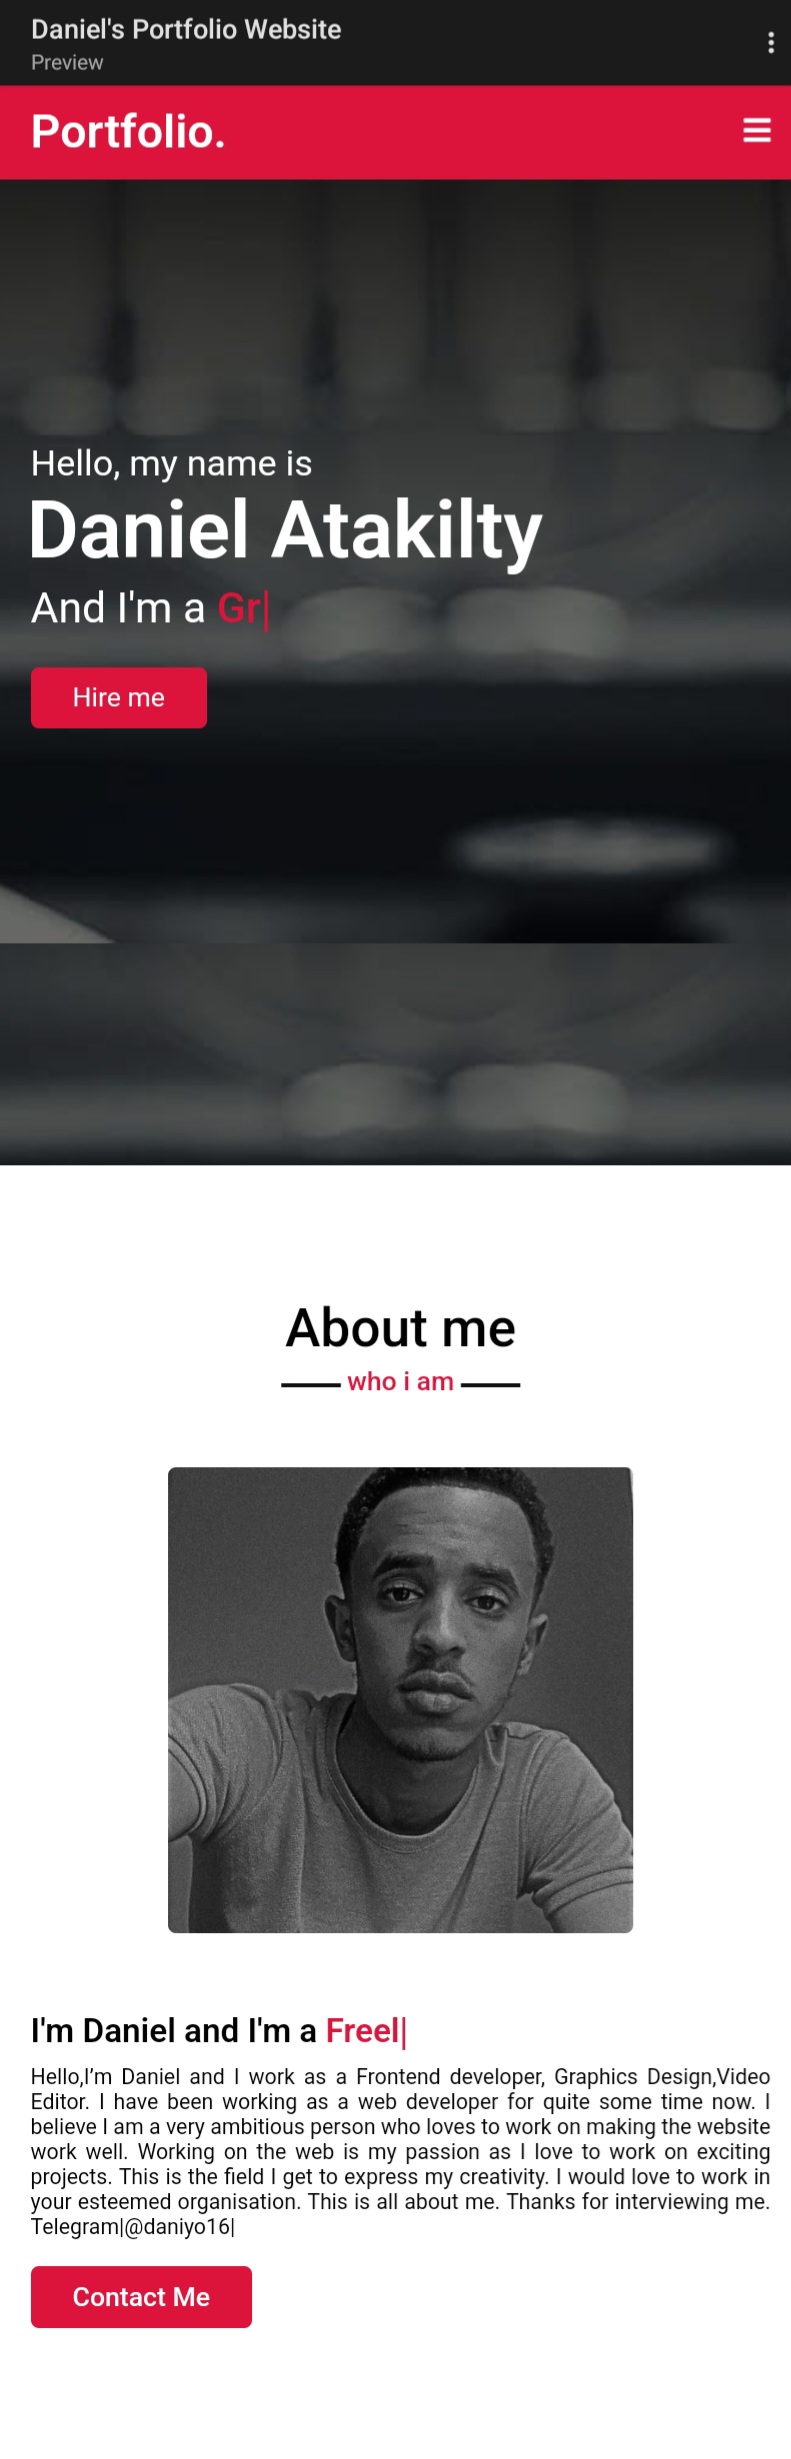 Daniel's Portfolio Website
Preview
Portfolio.
Hello, my name is
Daniel Atakilty
And I'm a Gr|
Hire me
About me
who i am
I'm Daniel and I'm a Freel|
Hello,I’m Daniel and I work as a Frontend developer, Graphics Design,Video
Editor. I have been working as a web developer for quite some time now. I
believe I am a very ambitious person who loves to work on making the website
work well. Working on the web is my passion as I love to work on exciting
projects. This is the field I get to express my creativity. I would love to work in
your esteemed organisation. This is all about me. Thanks for interviewing me.
Telegram|@daniyo16|
Contact Me